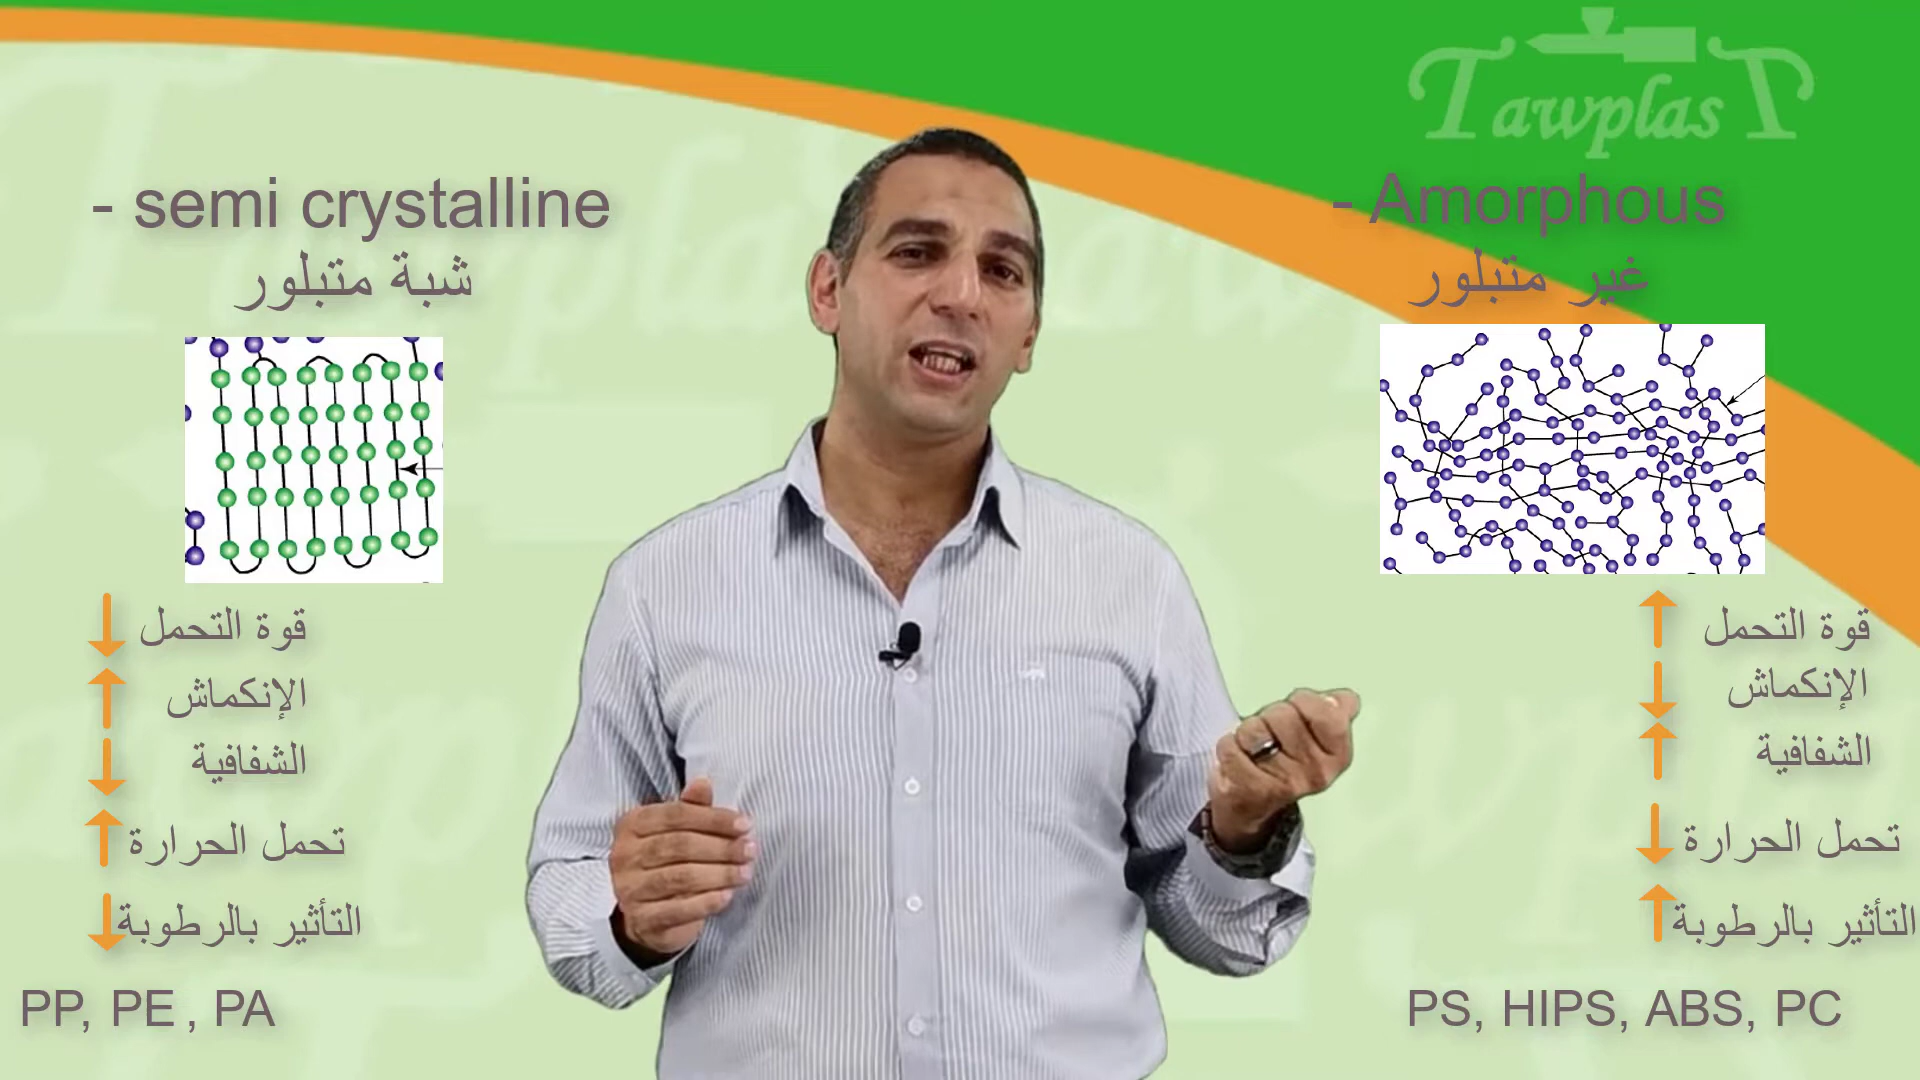 Tawplas T
- semi crystalline
شبة متبلور
قوة التحمل
الإنكماش
الشفافية
تحمل الحرارة
التأثير بالرطوبة
PP, PE , PA
- Amorphous
غير متبلور
قوة التحمل
الإنكماش
الشفافية
تحمل الحرارة
التأثير بالرطوبة
PS, HIPS, ABS, PC